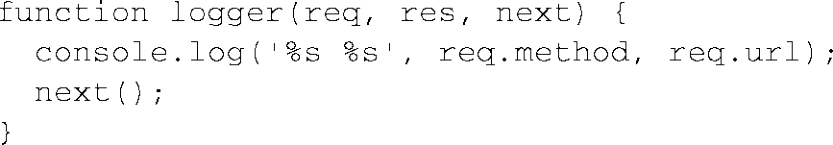 function logger(req, res, next) {
  console.log('%s %s', req.method, req.url);
  next();
}